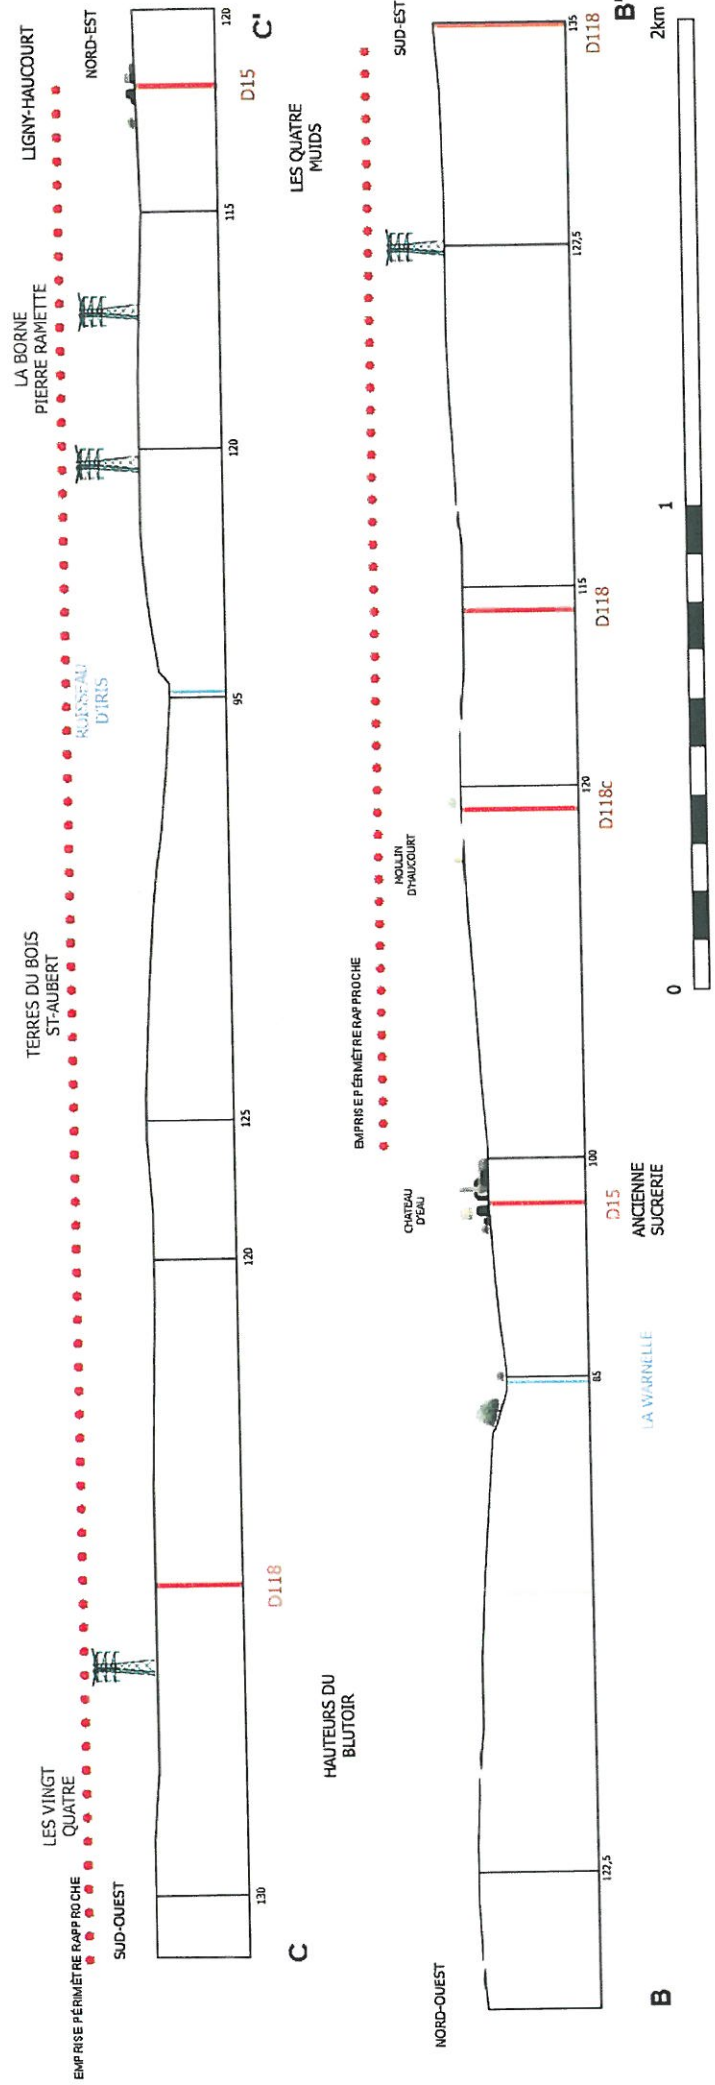 EMPRISE PÉRIMÈTRE RAPPROCHE
LES VINGT
QUATRE
TERRES DU BOIS
ST-AUBERT
RUISSEAU
D'IRIS
LA BORNE
PIERRE RAMETTE
LIGNY-HAUCOURT
SUD-OUEST
NORD-EST
130
D118
120
125
95
120
115
D15
120
C
C'
HAUTEURS DU
BLUTOIR
LES QUATRE
MUIDS
EMPRISE PÉRIMÈTRE RAPPROCHE
NORD-OUEST
CHATEAU
D'EAU
MOULIN
D'HAUCOURT
SUD-EST
122,5
85
LA WARNELLE
D15
100
ANCIENNE
SUCRERIE
D118c
120
D118
115
122,5
135
D118
B
B'
0
1
2km